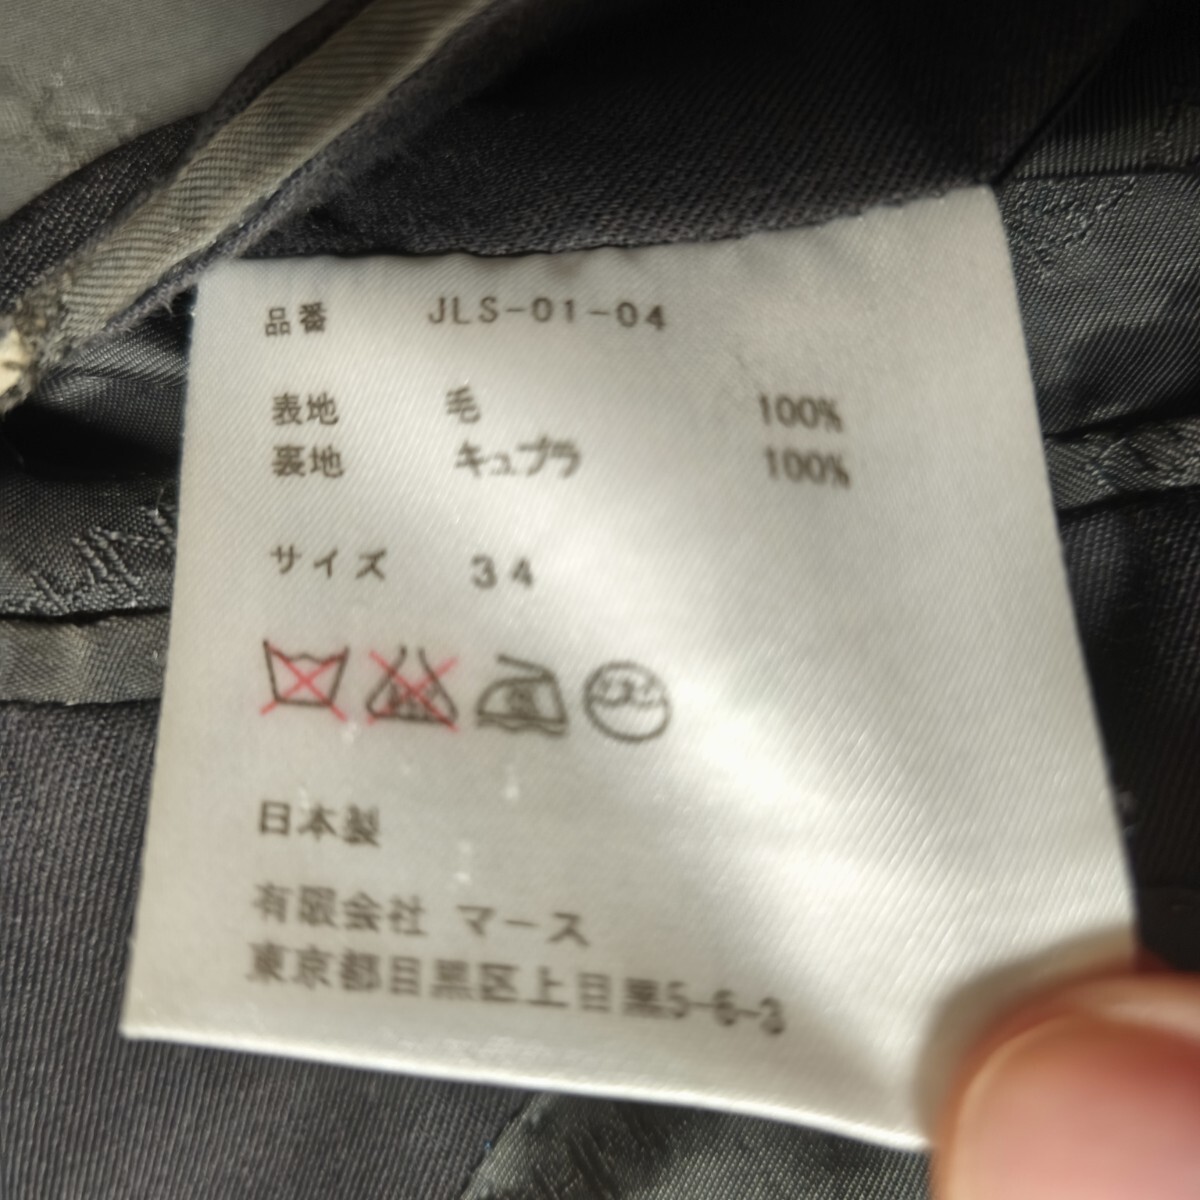 品番 JLS-01-04
表地 毛 100%
裏地 キュプラ 100%
サイズ 34
日本製
有限会社 マース
東京都目黒区上目黒5-6-3